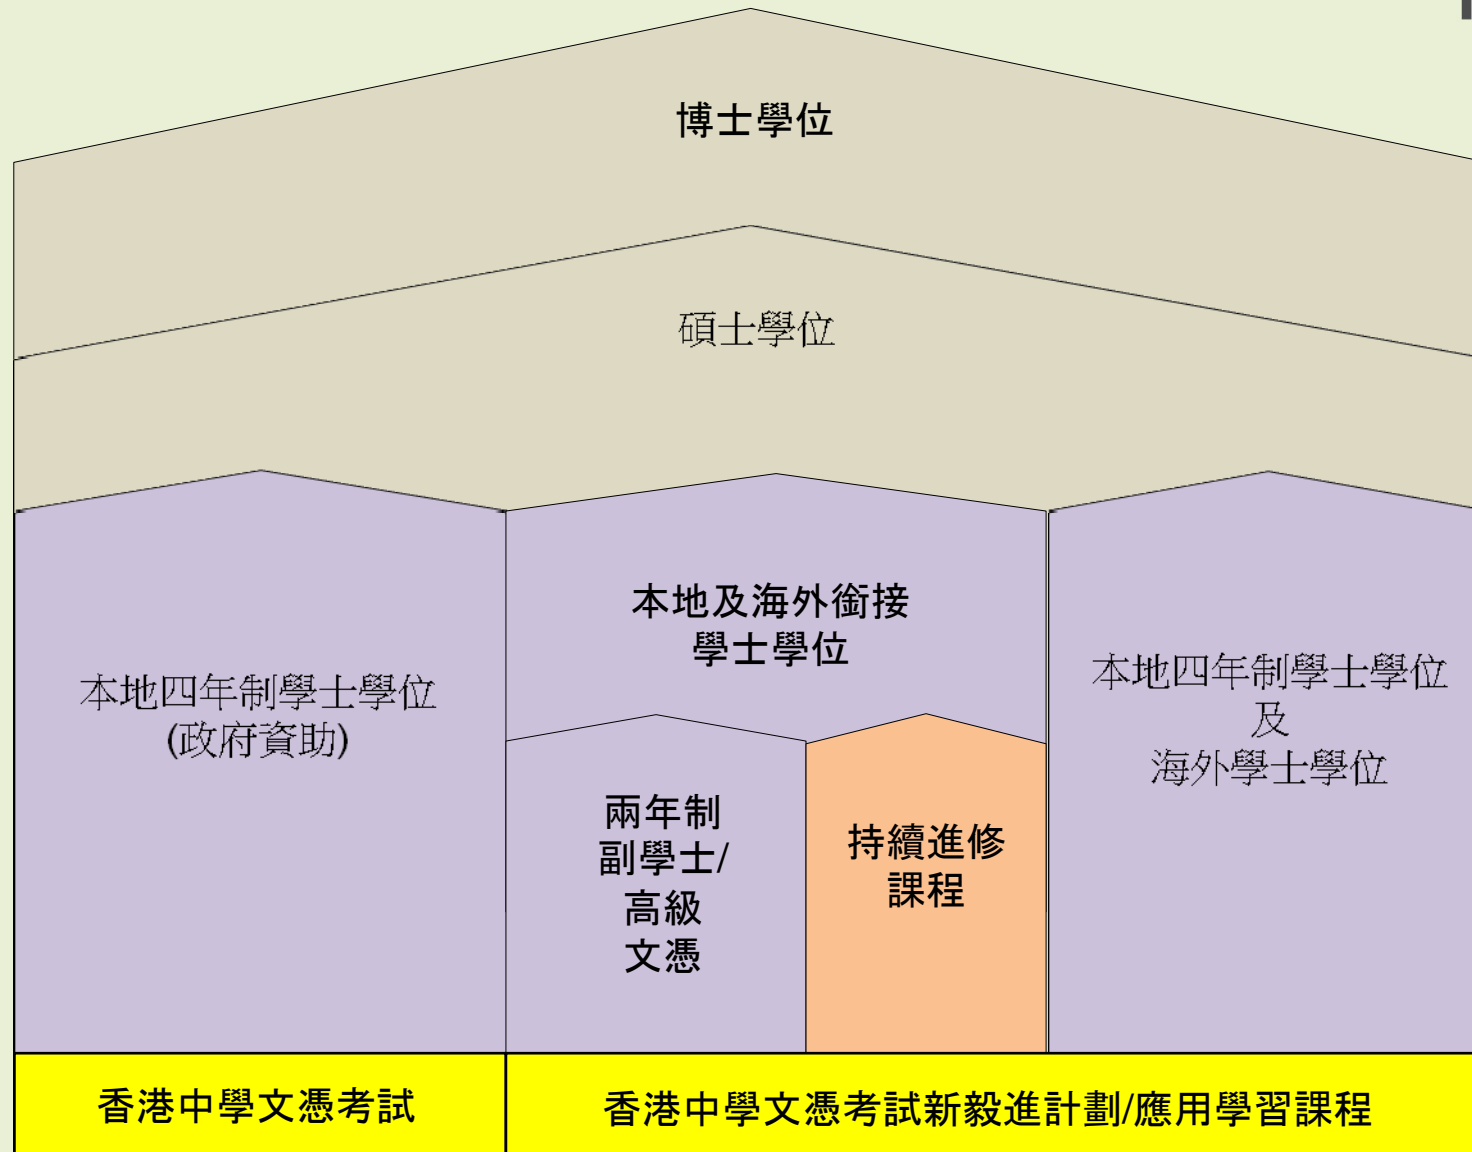 博士學位
碩士學位
本地四年制學士學位
(政府資助)
本地及海外銜接
學士學位
兩年制
副學士/
高級
文憑
持續進修
課程
本地四年制學士學位
及
海外學士學位
香港中學文憑考試
香港中學文憑考試新毅進計劃/應用學習課程